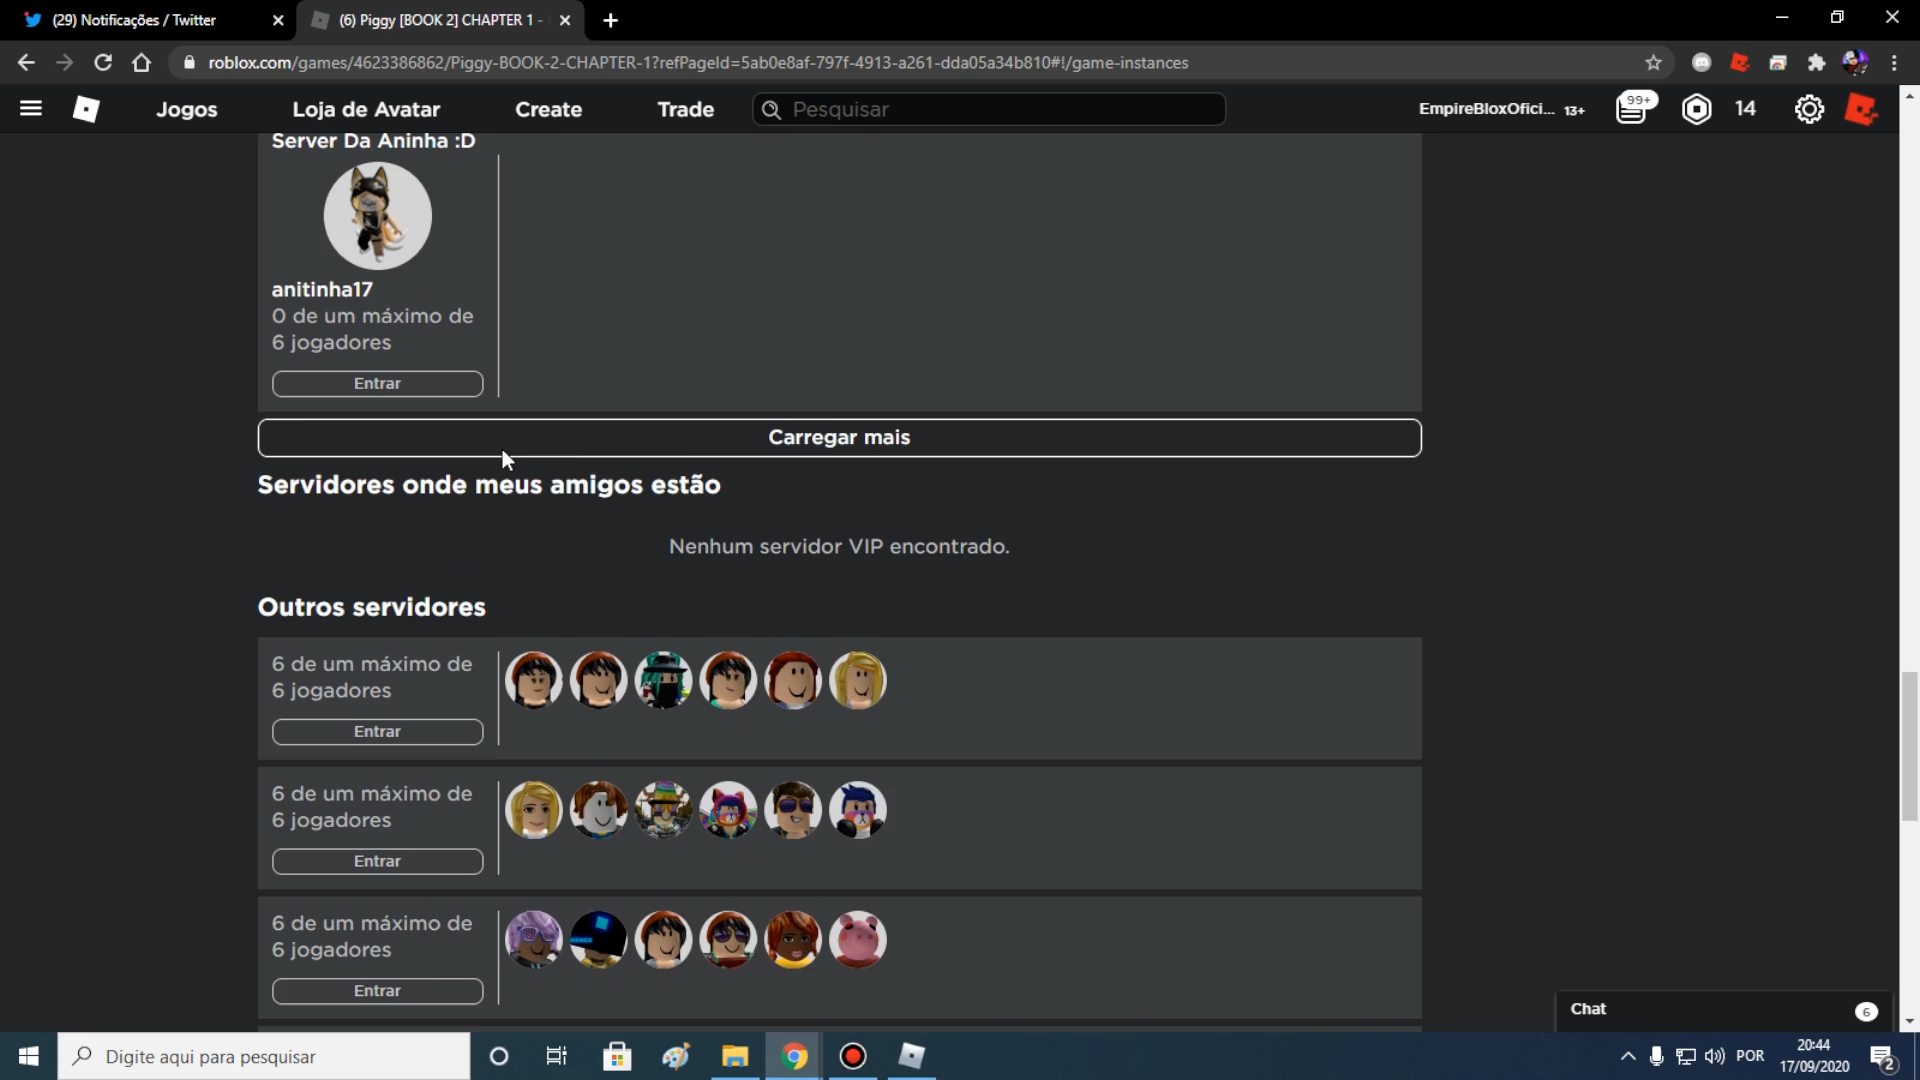 (29) Notificações / Twitter
(6) Piggy [BOOK 2] CHAPTER 1 -
roblox.com/games/4623386862/Piggy-BOOK-2-CHAPTER-1?refPageId=5ab0e8af-797f-4913-a261-dda05a34b810#!/game-instances
Jogos
Loja de Avatar
Create
Trade
Pesquisar
EmpireBloxOfici... 13+
99+
14
Server Da Aninha :D
anitinha17
0 de um máximo de
6 jogadores
Entrar
Carregar mais
Servidores onde meus amigos estão
Nenhum servidor VIP encontrado.
Outros servidores
6 de um máximo de
6 jogadores
Entrar
6 de um máximo de
6 jogadores
Entrar
6 de um máximo de
6 jogadores
Entrar
Chat
6
Digite aqui para pesquisar
POR
20:44
17/09/2020
2